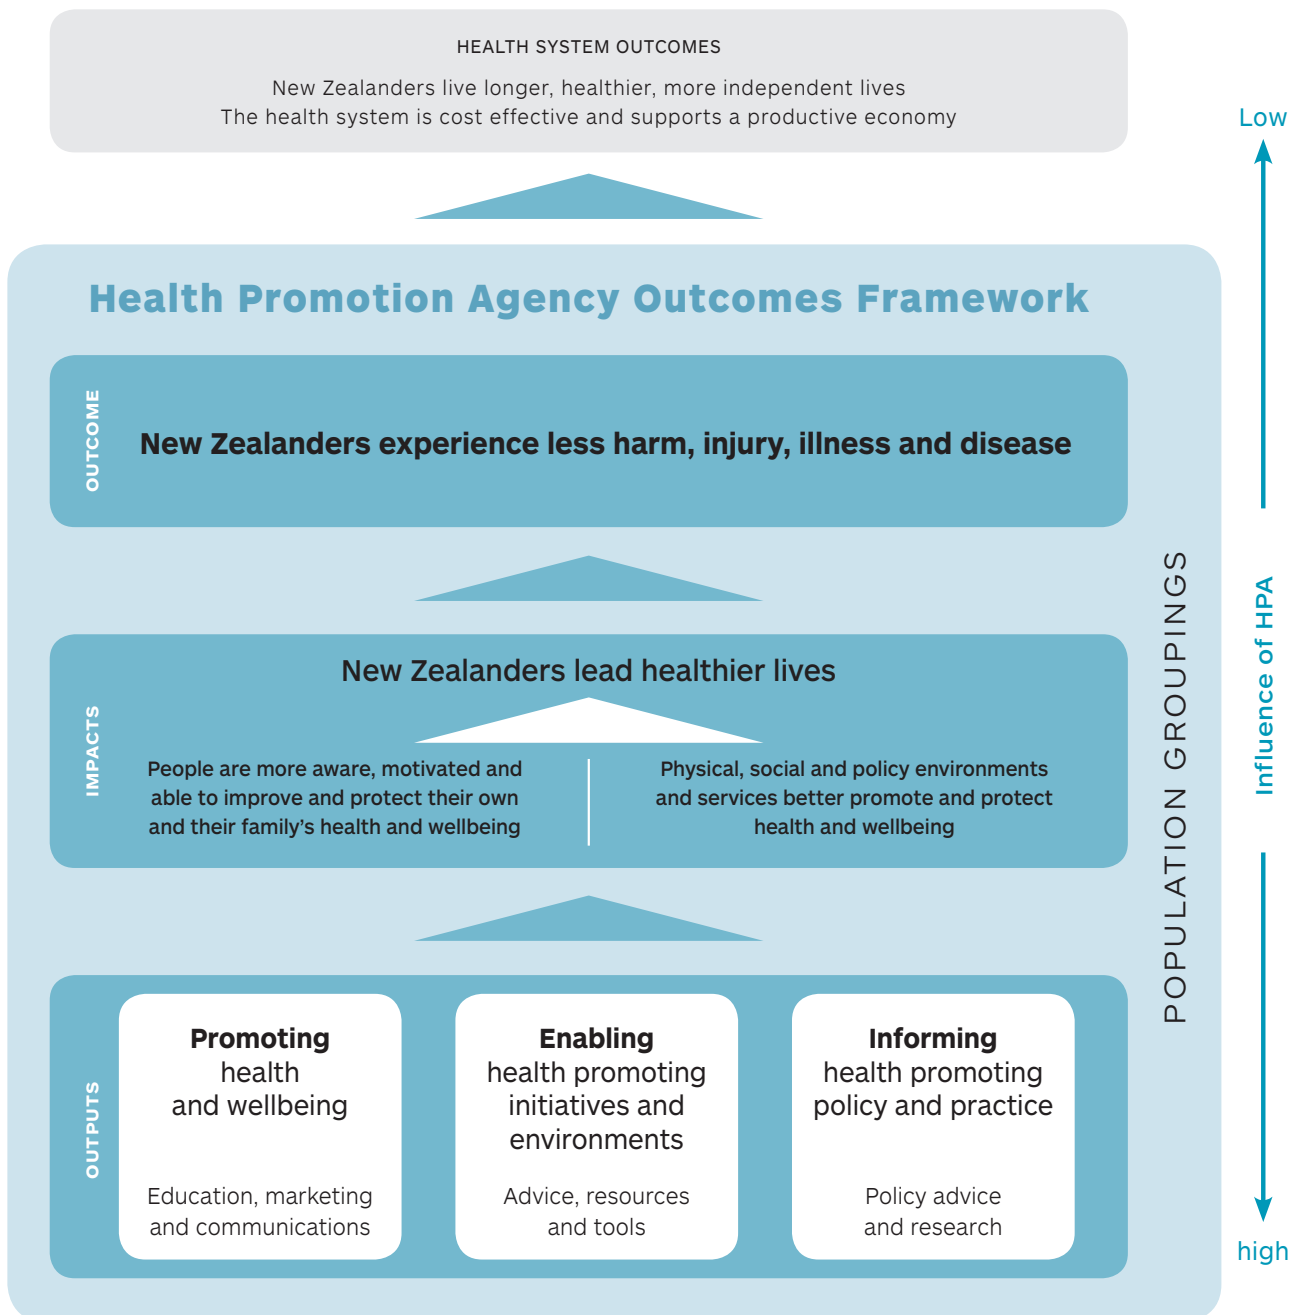 HEALTH SYSTEM OUTCOMES
New Zealanders live longer, healthier, more independent lives
The health system is cost effective and supports a productive economy
Low
Health Promotion Agency Outcomes Framework
OUTCOME
New Zealanders experience less harm, injury, illness and disease
IMPACTS
New Zealanders lead healthier lives
People are more aware, motivated and
able to improve and protect their own
and their family’s health and wellbeing
Physical, social and policy environments
and services better promote and protect
health and wellbeing
POPULATION GROUPINGS
Influence of HPA
OUTPUTS
Promoting
health
and wellbeing
Education, marketing
and communications
Enabling
health promoting
initiatives and
environments
Advice, resources
and tools
Informing
health promoting
policy and practice
Policy advice
and research
high